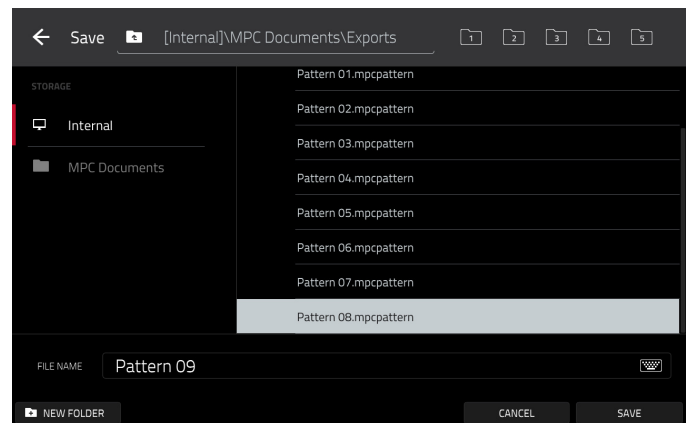 Save
[Internal]\MPC Documents\Exports
1 2 3 4 5
STORAGE
Internal
MPC Documents
Pattern 01.mpcpattern
Pattern 02.mpcpattern
Pattern 03.mpcpattern
Pattern 04.mpcpattern
Pattern 05.mpcpattern
Pattern 06.mpcpattern
Pattern 07.mpcpattern
Pattern 08.mpcpattern
FILE NAME Pattern 09
NEW FOLDER CANCEL SAVE